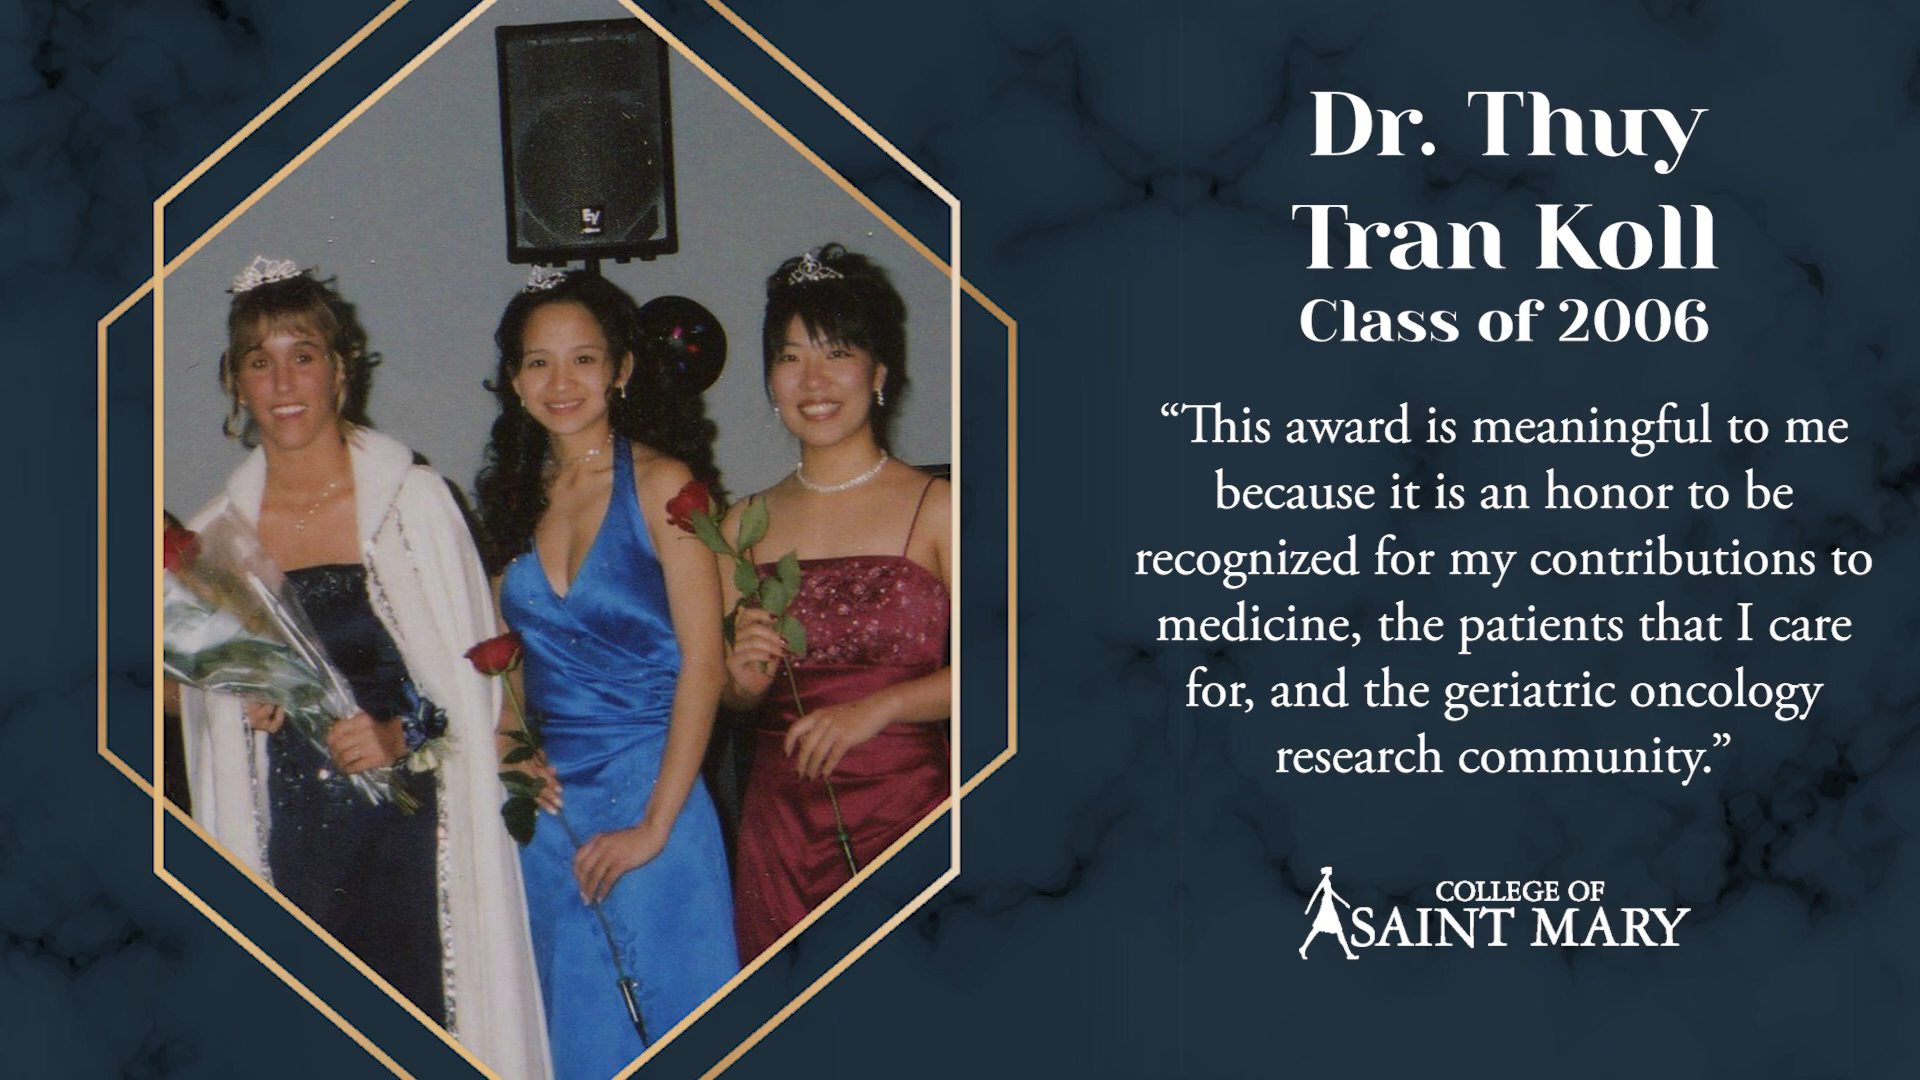 EV
Dr. Thuy
Tran Koll
Class of 2006
“This award is meaningful to me
because it is an honor to be
recognized for my contributions to
medicine, the patients that I care
for, and the geriatric oncology
research community.”
COLLEGE OF
SAINT MARY